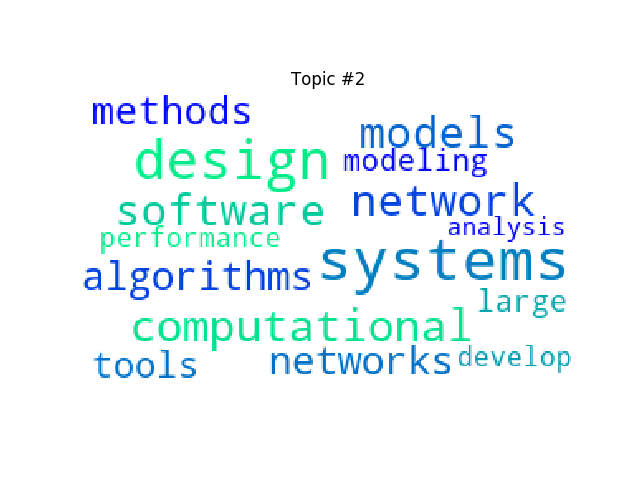 Topic #2
methods
models
design
modeling
software
network
performance
analysis
algorithms
systems
large
computational
tools
networks
develop